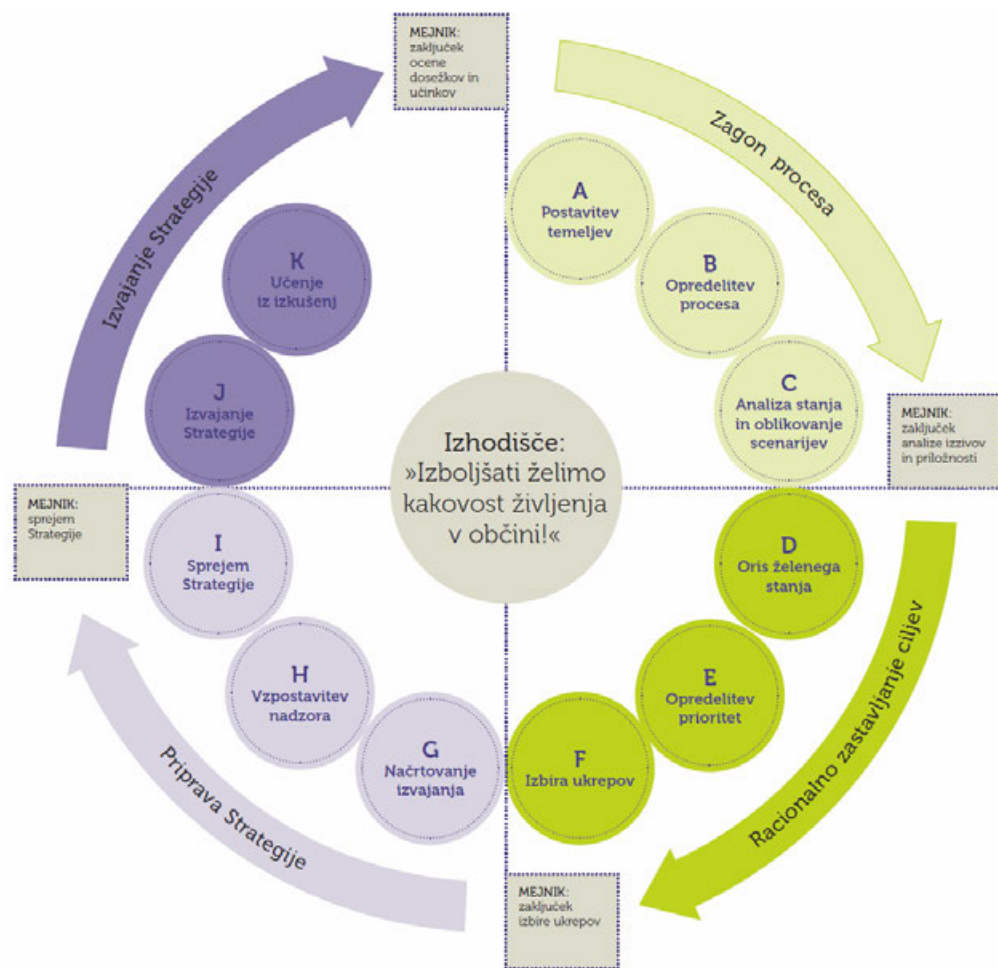 MEJNIK:
zaključek
ocene
dosežkov in
učinkov
Zagon procesa
A
Postavitev
temeljev
B
Opredelitev
procesa
C
Analiza stanja
in oblikovanje
scenarijev
MEJNIK:
zaključek
analize izzivov
in priložnosti
Izhodišče:
»Izboljšati želimo
kakovost življenja
v občini!«
D
Oris želenega
stanja
E
Opredelitev
prioritet
F
Izbira ukrepov
Racionalno zastavljanje ciljev
MEJNIK:
zaključek
izbire ukrepov
G
Načrtovanje
izvajanja
H
Vzpostavitev
nadzora
I
Sprejem
Strategije
Priprava Strategije
MEJNIK:
sprejem
Strategije
J
Izvajanje
Strategije
K
Učenje
iz izkušenj
Izvajanje Strategije